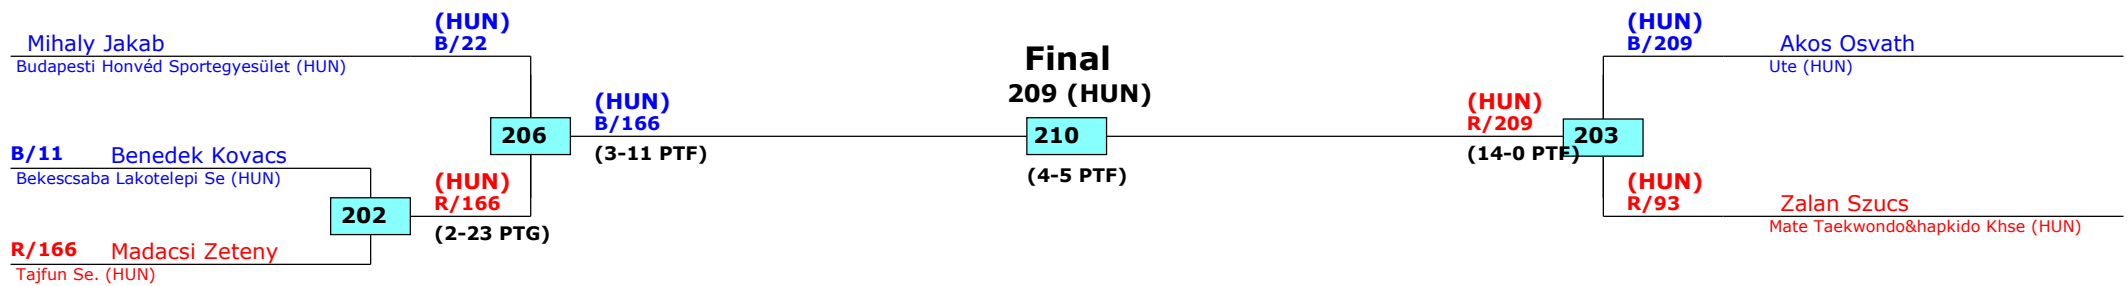 (HUN)
B/22
Mihaly Jakab
Budapesti Honvéd Sportegyesület (HUN)
B/11 Benedek Kovacs
Bekescsaba Lakotelepi Se (HUN)
R/166 Madacsi Zeteny
Tajfun Se. (HUN)
202
(HUN)
R/166
(2-23 PTG)
206
(HUN)
B/166
(3-11 PTF)
Final
209 (HUN)
210
(4-5 PTF)
(HUN)
R/209
(14-0 PTF)
203
(HUN)
B/209
Akos Osvath
Ute (HUN)
(HUN)
R/93
Zalan Szucs
Mate Taekwondo&hapkido Khse (HUN)